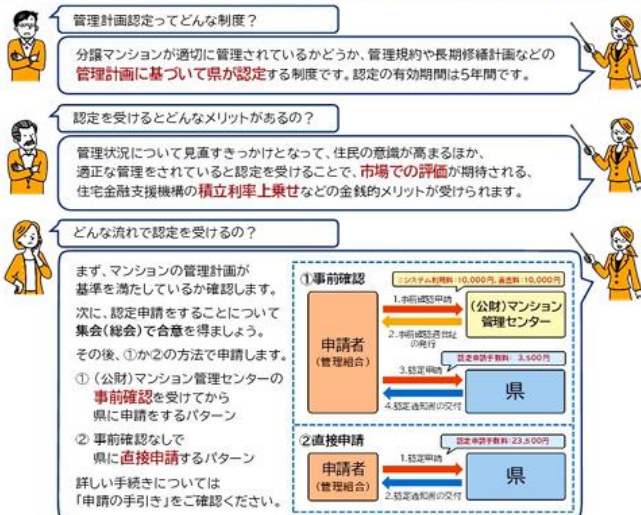 管理計画認定ってどんな制度？
分譲マンションが適切に管理されているかどうか、管理規約や長期修繕計画などの
管理計画に基づいて県が認定する制度です。認定の有効期間は5年間です。
認定を受けるとどんなメリットがあるの？
管理状況について見直すきっかけとなって、住民の意識が高まるほか、
適正な管理をされていると認定を受けることで、市場での評価が期待される、
住宅金融支援機構の積立利率上乗せなどの金銭的メリットが受けられます。
どんな流れで認定を受けるの？
まず、マンションの管理計画が
基準を満たしているか確認します。
次に、認定申請をすることについて
集会(総会)で合意を得ましょう。
その後、①か②の方法で申請します。
① (公財)マンション管理センターの
事前確認を受けてから
県に申請をするパターン
② 事前確認なしで
県に直接申請するパターン
詳しい手続きについては
「申請の手引き」をご確認ください。
①事前確認
システム利用料：10,000円、審査料：10,000円
申請者
(管理組合)
1.事前確認申請
2.事前確認適合証
の発行
(公財)マンション
管理センター
認定申請手数料： 3,500円
3.認定申請
4.認定通知書の交付
県
②直接申請
認定申請手数料：23,500円
申請者
(管理組合)
1.認定申請
2.認定通知書の交付
県